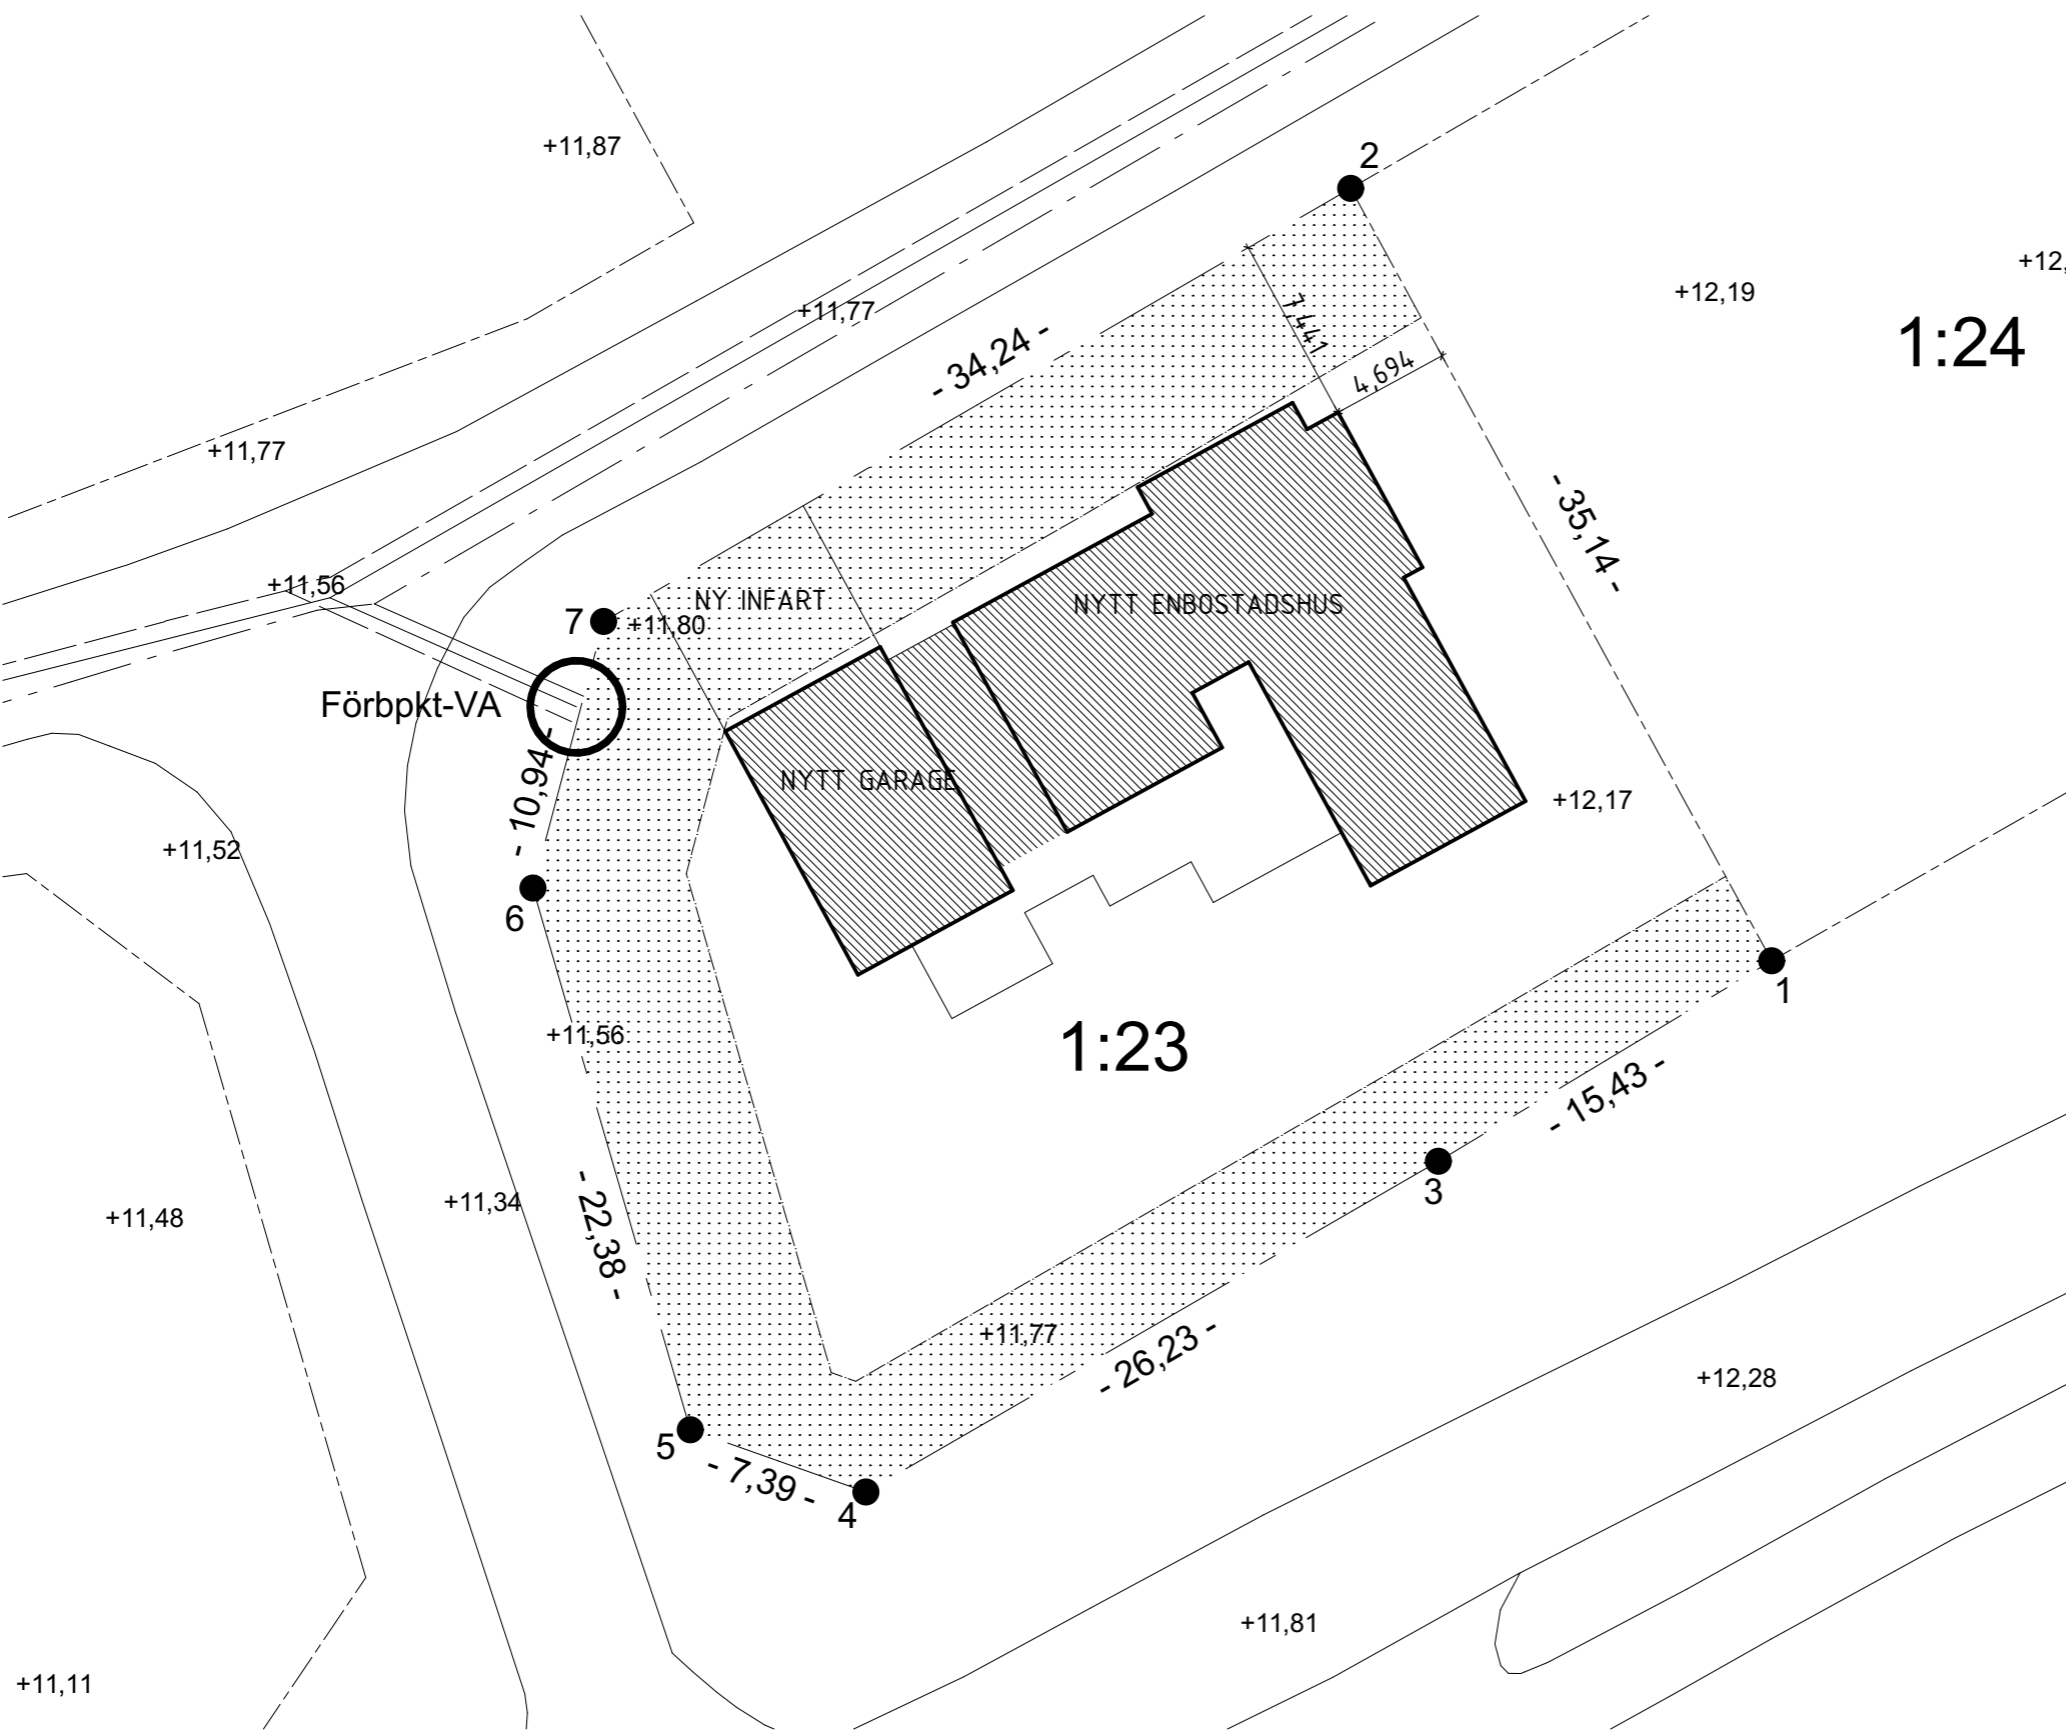 +11,87
2
+12,19
+12,
+11,77
7,441
1:24
- 34,24 -
4,694
+11,77
- 35,14 -
+11,56
NY INFART
NYTT ENBOSTADSHUS
7
+11,80
Förbpkt-VA
NYTT GARAGE
- 10,94 -
+12,17
+11,52
6
1
+11,56
1:23
- 15,43 -
3
+11,34
+11,48
- 22,38 -
+11,77
- 26,23 -
+12,28
5
- 7,39 -
4
+11,81
+11,11